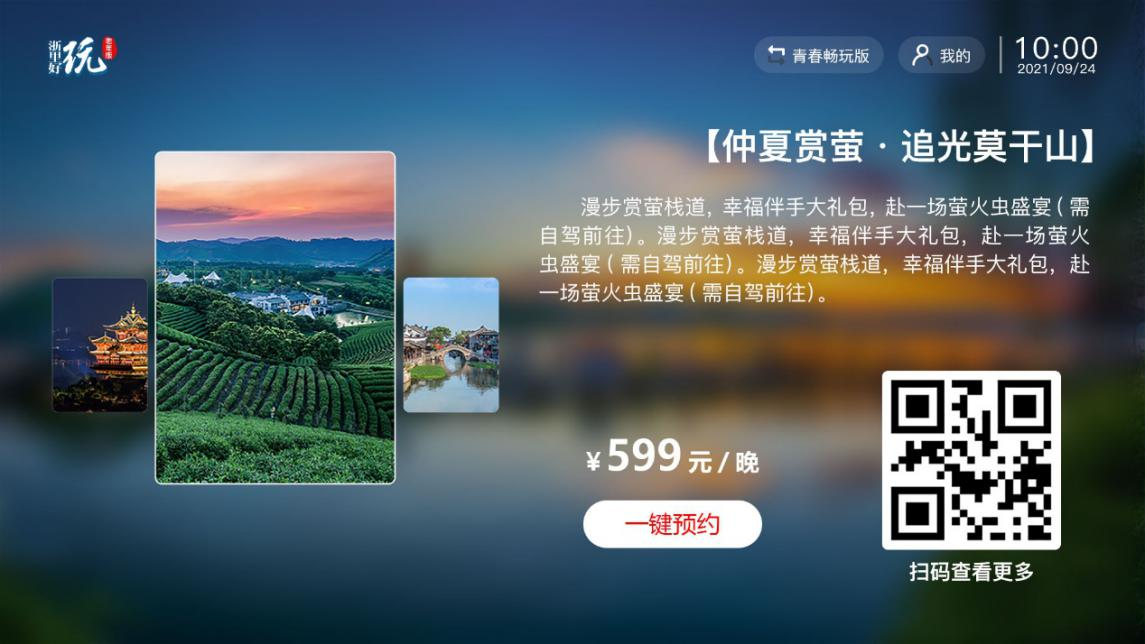 浙里好玩
青春畅玩版
我的
10:00
2021/09/24
【仲夏赏萤·追光莫干山】
漫步赏萤栈道，幸福伴手大礼包，赴一场萤火虫盛宴（需
自驾前往）。漫步赏萤栈道，幸福伴手大礼包，赴一场萤火
虫盛宴（需自驾前往）。漫步赏萤栈道，幸福伴手大礼包，赴
一场萤火虫盛宴（需自驾前往）。
¥599元/晚
一键预约
扫码查看更多